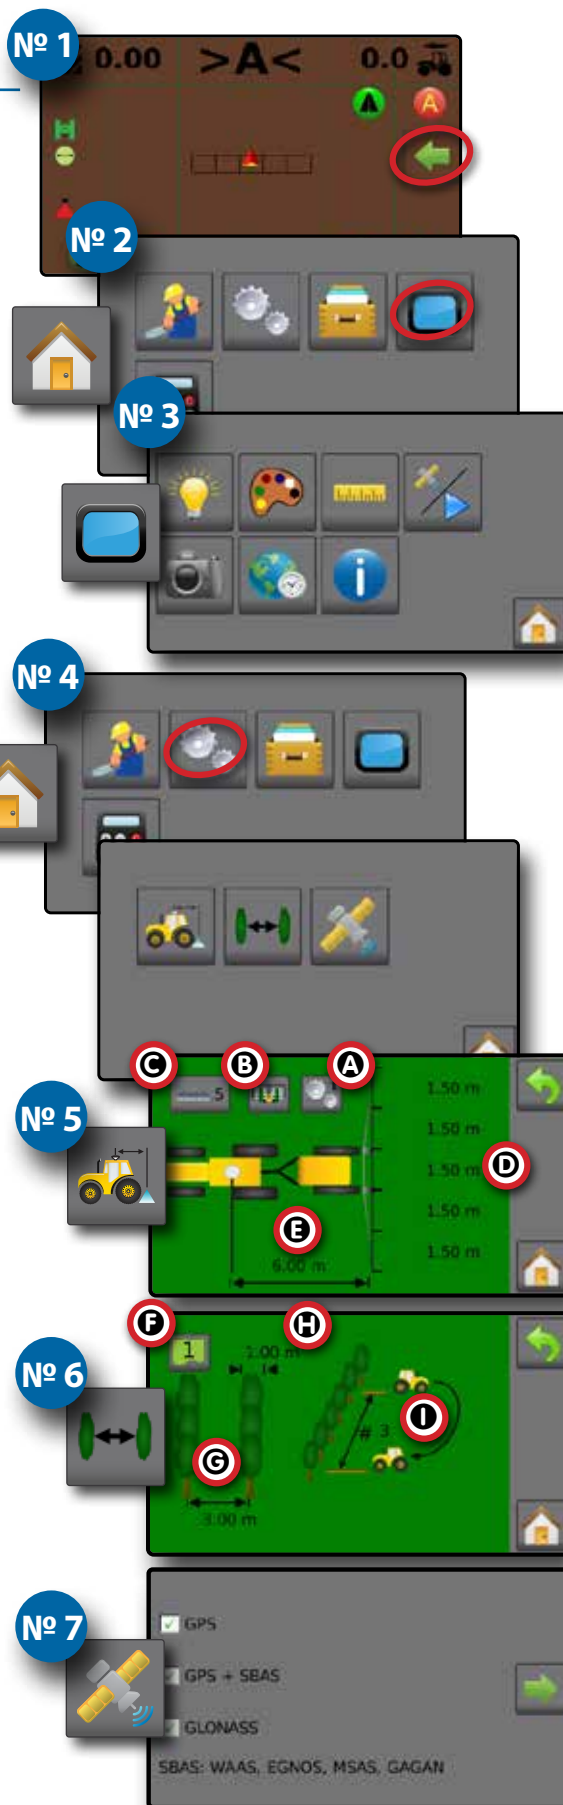 № 1
0.00 >A< 0.0
A
№ 2
№ 3
№ 4
C B A
5
1.50 m
1.50 m
№ 5
1.50 m D
E
1.50 m
6.00 m
1.50 m
F H
1
2.00 m
№ 6
I
# 3
G
3.00 m
GPS
№ 7
GPS + SBAS
GLONASS
SBAS: WAAS, EGNOS, MSAS, GAGAN